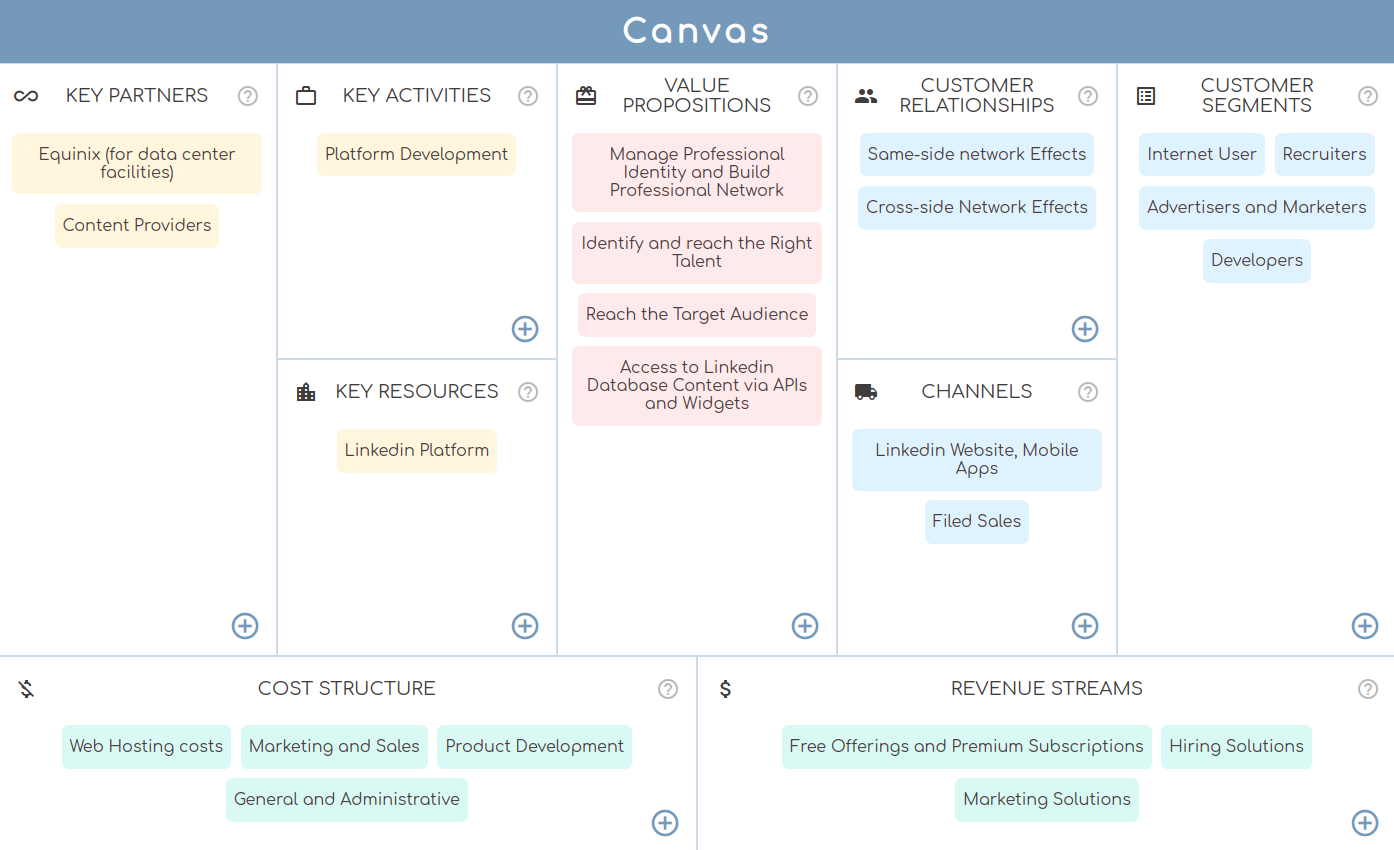 Canvas
KEY PARTNERS
Equinix (for data center
facilities)
Content Providers
KEY ACTIVITIES
Platform Development
KEY RESOURCES
Linkedin Platform
VALUE
PROPOSITIONS
Manage Professional
Identity and Build
Professional Network
Identify and reach the Right
Talent
Reach the Target Audience
Access to Linkedin
Database Content via APIs
and Widgets
CUSTOMER
RELATIONSHIPS
Same-side network Effects
Cross-side Network Effects
CHANNELS
Linkedin Website, Mobile
Apps
Filed Sales
CUSTOMER
SEGMENTS
Internet User
Recruiters
Advertisers and Marketers
Developers
COST STRUCTURE
Web Hosting costs
Marketing and Sales
Product Development
General and Administrative
REVENUE STREAMS
Free Offerings and Premium Subscriptions
Hiring Solutions
Marketing Solutions